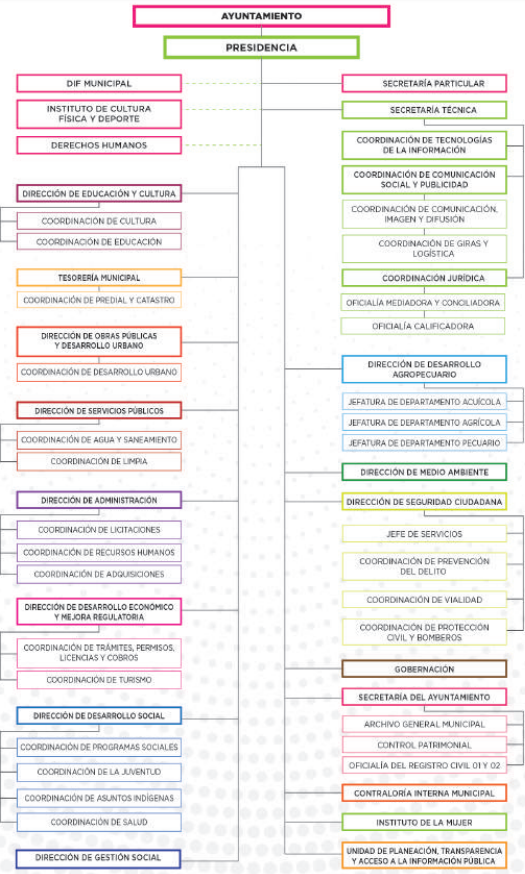 AYUNTAMIENTO
PRESIDENCIA
DIF MUNICIPAL
INSTITUTO DE CULTURA
FÍSICA Y DEPORTE
DERECHOS HUMANOS
DIRECCIÓN DE EDUCACIÓN Y CULTURA
COORDINACIÓN DE CULTURA
COORDINACIÓN DE EDUCACIÓN
TESORERÍA MUNICIPAL
COORDINACIÓN DE PREDIAL Y CATASTRO
DIRECCIÓN DE OBRAS PÚBLICAS
Y DESARROLLO URBANO
COORDINACIÓN DE DESARROLLO URBANO
DIRECCIÓN DE SERVICIOS PÚBLICOS
COORDINACIÓN DE AGUA Y SANEAMIENTO
COORDINACIÓN DE LIMPIA
DIRECCIÓN DE ADMINISTRACIÓN
COORDINACIÓN DE LICITACIONES
COORDINACIÓN DE RECURSOS HUMANOS
COORDINACIÓN DE ADQUISICIONES
DIRECCIÓN DE DESARROLLO ECONÓMICO
Y MEJORA REGULATORIA
COORDINACIÓN DE TRÁMITES, PERMISOS,
LICENCIAS Y COBROS
COORDINACIÓN DE TURISMO
DIRECCIÓN DE DESARROLLO SOCIAL
COORDINACIÓN DE PROGRAMAS SOCIALES
COORDINACIÓN DE LA JUVENTUD
COORDINACIÓN DE ASUNTOS INDÍGENAS
COORDINACIÓN DE SALUD
DIRECCIÓN DE GESTIÓN SOCIAL
SECRETARÍA PARTICULAR
SECRETARÍA TÉCNICA
COORDINACIÓN DE TECNOLOGÍAS
DE LA INFORMACIÓN
COORDINACIÓN DE COMUNICACIÓN
SOCIAL Y PUBLICIDAD
COORDINACIÓN DE COMUNICACIÓN,
IMAGEN Y DIFUSIÓN
COORDINACIÓN DE GIRAS Y
LOGÍSTICA
COORDINACIÓN JURÍDICA
OFICIALÍA MEDIADORA Y CONCILIADORA
OFICIALÍA CALIFICADORA
DIRECCIÓN DE DESARROLLO
AGROPECUARIO
JEFATURA DE DEPARTAMENTO ACUÍCOLA
JEFATURA DE DEPARTAMENTO AGRÍCOLA
JEFATURA DE DEPARTAMENTO PECUARIO
DIRECCIÓN DE MEDIO AMBIENTE
DIRECCIÓN DE SEGURIDAD CIUDADANA
JEFE DE SERVICIOS
COORDINACIÓN DE PREVENCIÓN
DEL DELITO
COORDINACIÓN DE VIALIDAD
COORDINACIÓN DE PROTECCIÓN
CIVIL Y BOMBEROS
GOBERNACIÓN
SECRETARÍA DEL AYUNTAMIENTO
ARCHIVO GENERAL MUNICIPAL
CONTROL PATRIMONIAL
OFICIALÍA DEL REGISTRO CIVIL 01 Y 02
CONTRALORÍA INTERNA MUNICIPAL
INSTITUTO DE LA MUJER
UNIDAD DE PLANEACIÓN, TRANSPARENCIA
Y ACCESO A LA INFORMACIÓN PÚBLICA